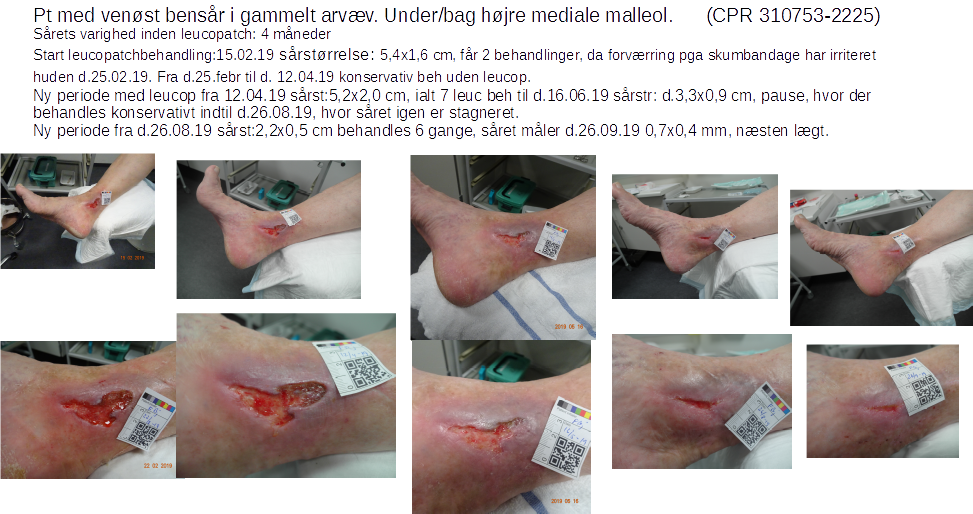 Pt med venøst bensår i gammelt arvæv. Under/bag højre mediale malleol. (CPR 310753-2225)
Sårets varighed inden leucopatch: 4 måneder
Start leucopatchbehandling:15.02.19 sårstørrelse: 5,4x1,6 cm, får 2 behandlinger, da forværring pga skumbandage har irriteret
huden d.25.02.19. Fra d.25.febr til d. 12.04.19 konservativ beh uden leucop.
Ny periode med leucop fra 12.04.19 sårst:5,2x2,0 cm, ialt 7 leuc beh til d.16.06.19 sårstr: d.3,3x0,9 cm, pause, hvor der
behandles konservativt indtil d.26.08.19, hvor såret igen er stagneret.
Ny periode fra d.26.08.19 sårst:2,2x0,5 cm behandles 6 gange, såret måler d.26.09.19 0,7x0,4 mm, næsten lægt.
2019 05 16
22 02 2019
2019 05 16